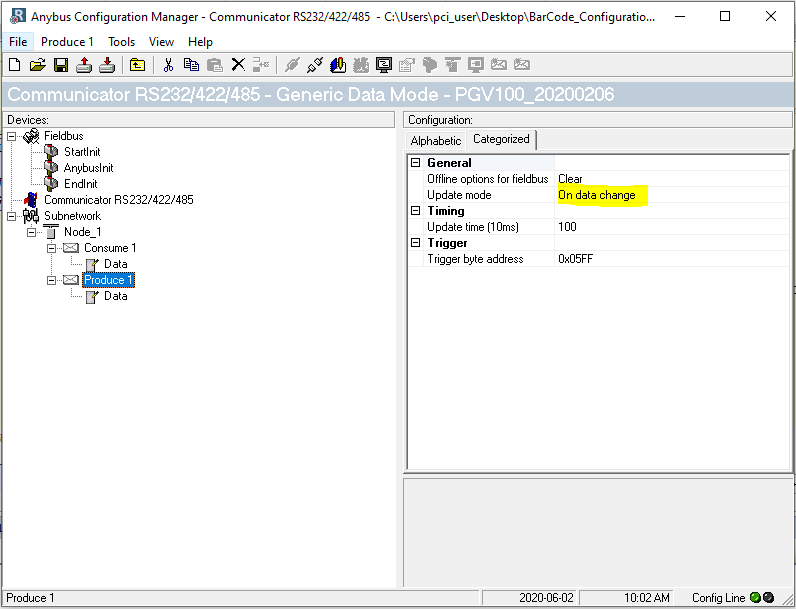 Anybus Configuration Manager - Communicator RS232/422/485 - C:\Users\pci_user\Desktop\BarCode_Configuratio...
File Produce 1 Tools View Help
Communicator RS232/422/485 - Generic Data Mode - PGV100_20200206
Devices:
Fieldbus
StartInit
AnybusInit
EndInit
Communicator RS232/422/485
Subnetwork
Node_1
Consume 1
Data
Produce 1
Data
Configuration:
Alphabetic Categorized
General
Offline options for fieldbus Clear
Update mode On data change
Timing
Update time (10ms) 100
Trigger
Trigger byte address 0x05FF
Produce 1 2020-06-02 10:02 AM Config Line